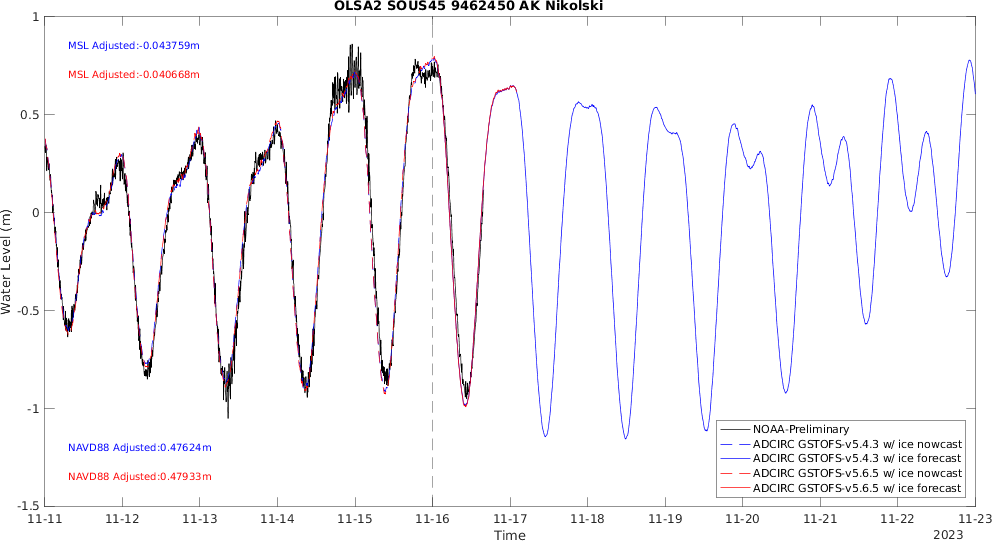 OLSA2 SOUS45 9462450 AK Nikolski
MSL Adjusted:-0.043759m
MSL Adjusted:-0.040668m
NAVD88 Adjusted:0.47624m
NAVD88 Adjusted:0.47933m
Water Level (m)
1
0.5
0
-0.5
-1
-1.5
NOAA-Preliminary
ADCIRC GSTOFS-v5.4.3 w/ ice nowcast
ADCIRC GSTOFS-v5.4.3 w/ ice forecast
ADCIRC GSTOFS-v5.6.5 w/ ice nowcast
ADCIRC GSTOFS-v5.6.5 w/ ice forecast
11-11 11-12 11-13 11-14 11-15 11-16 11-17 11-18 11-19 11-20 11-21 11-22 11-23
Time
2023